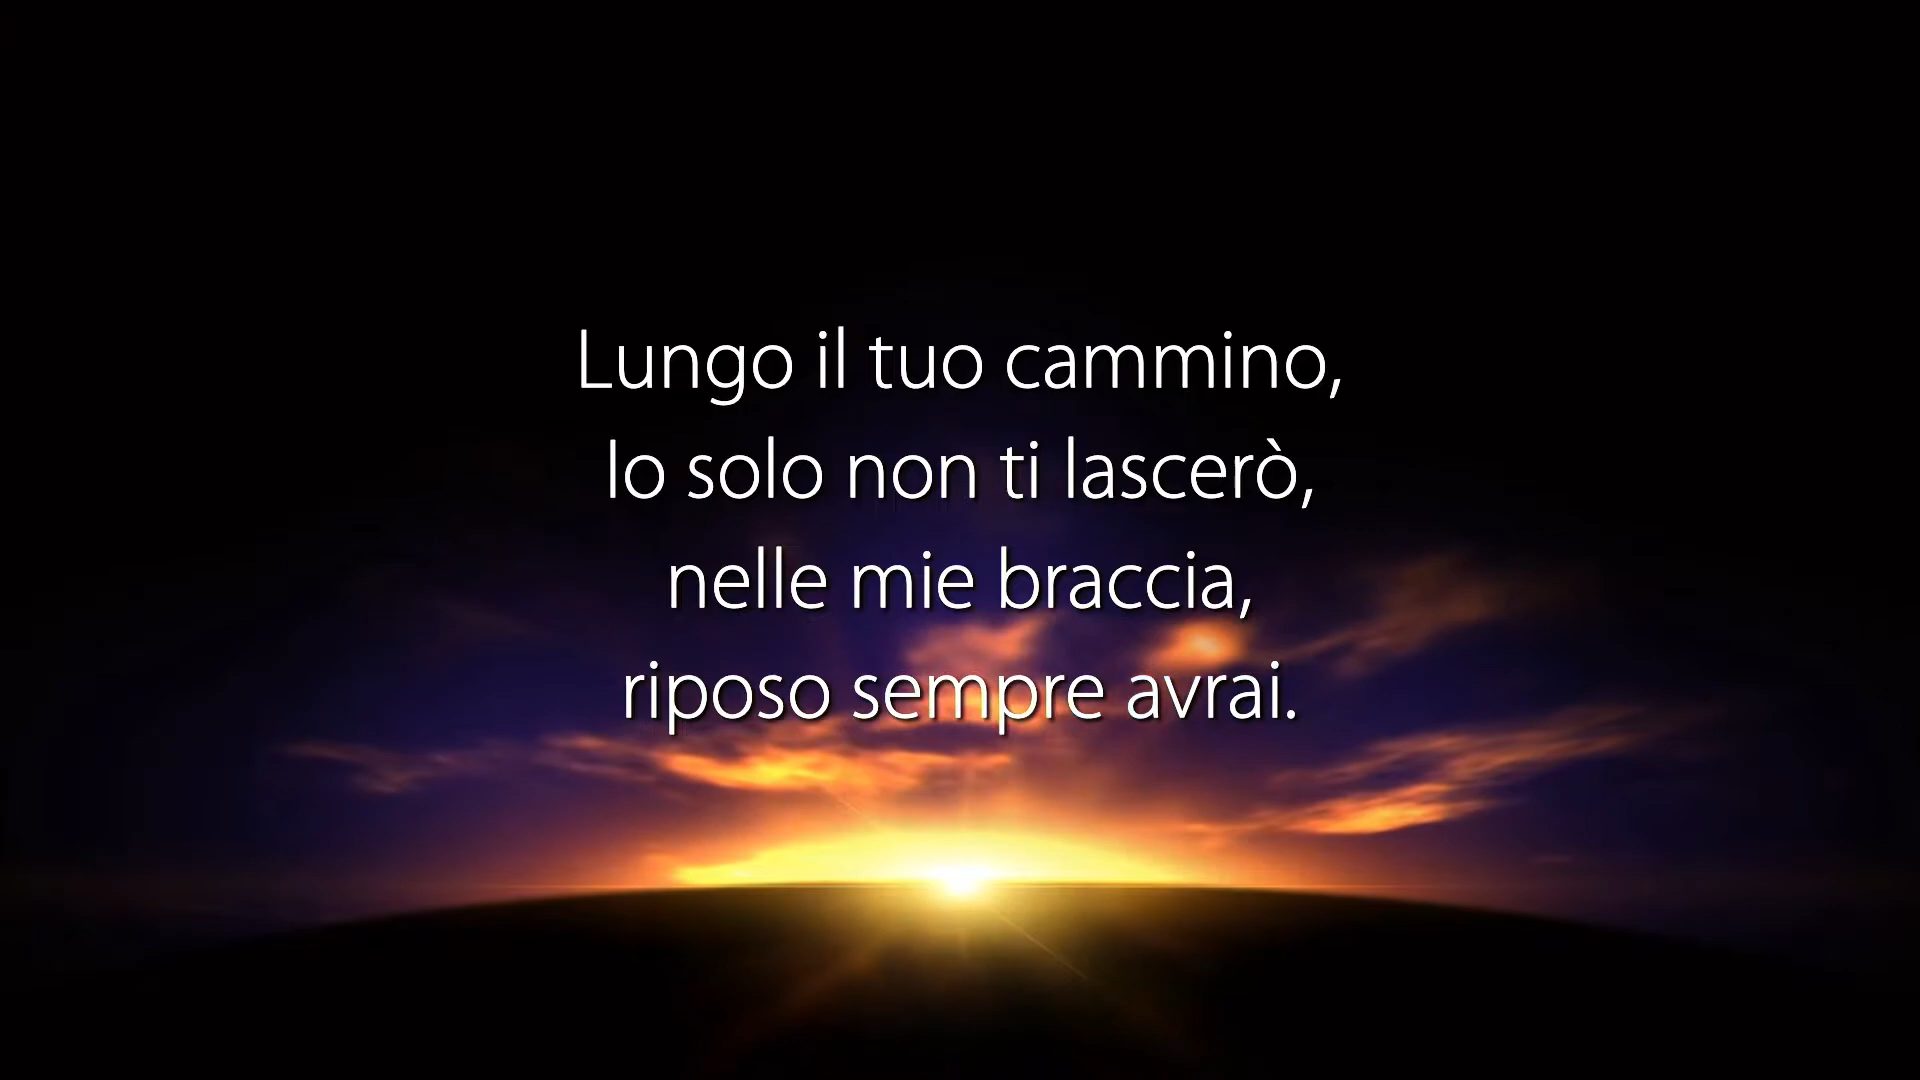 Lungo il tuo cammino,
Io solo non ti lascerò,
nelle mie braccia,
riposo sempre avrai.